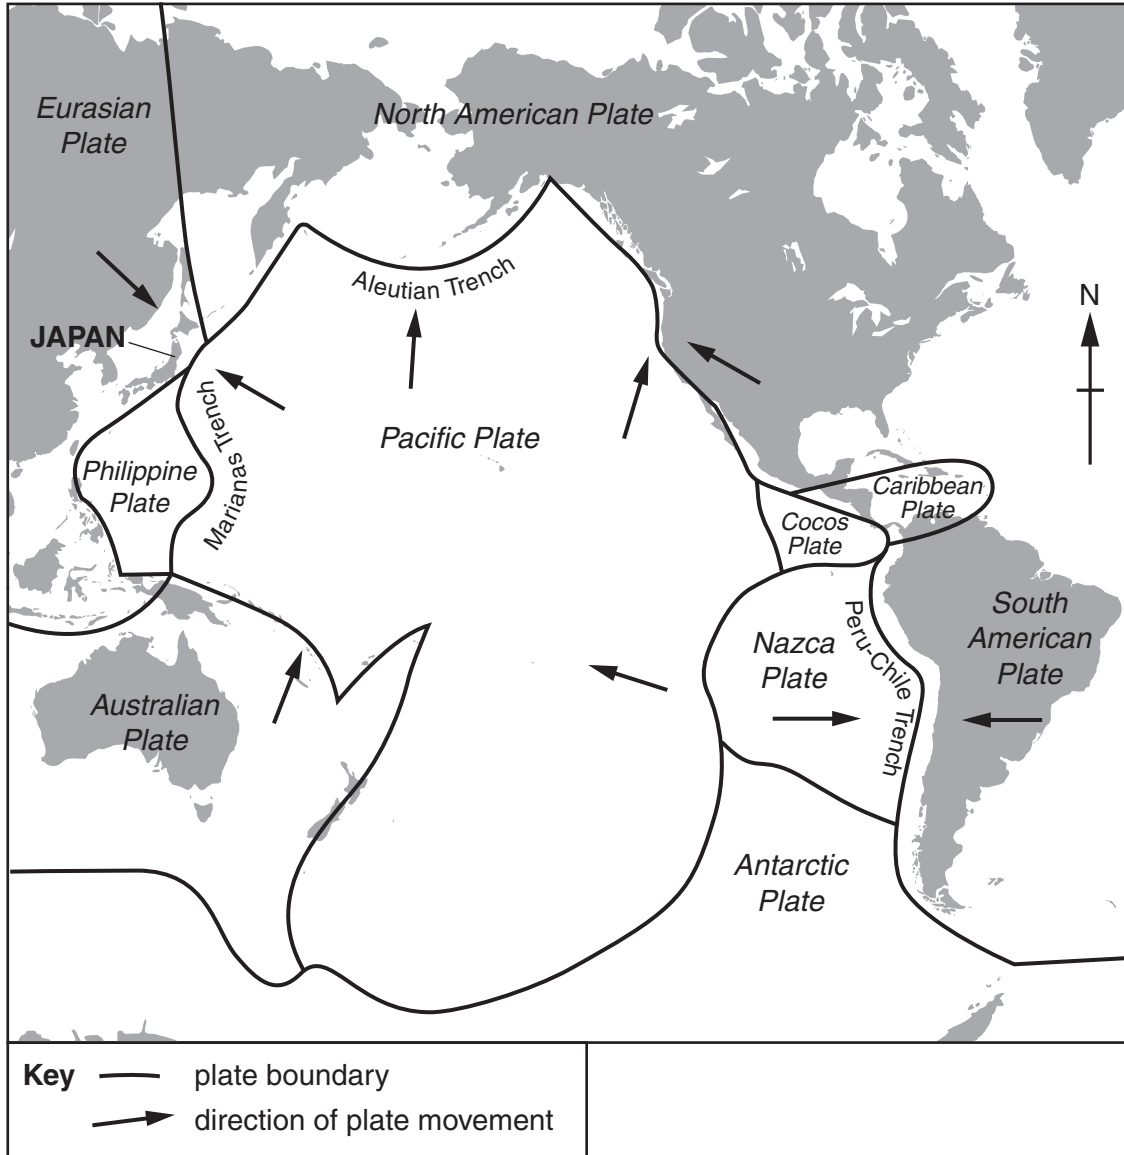 Eurasian
Plate
North American Plate
Aleutian Trench
N
JAPAN
Marianas Trench
Pacific Plate
Philippine
Plate
Caribbean
Plate
Cocos
Plate
Peru-Chile Trench
South
American
Plate
Nazca
Plate
Australian
Plate
Antarctic
Plate
Key
plate boundary
direction of plate movement